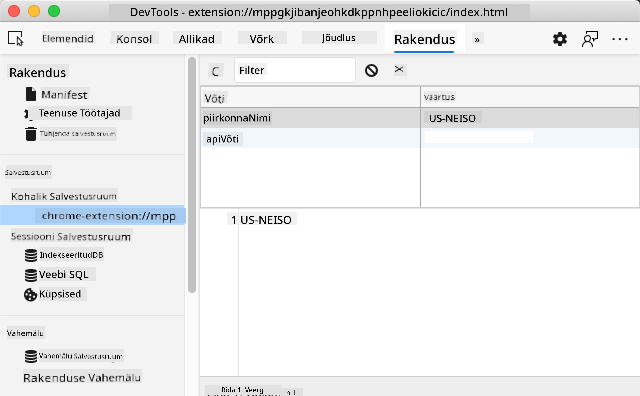 DevTools - extension://mppgkjibanjeohkdkppnhpeeliokicic/index.html
Elemendid Konsol Allikad Võrk Jõudlus Rakendus »
Rakendus
Manifest
Teenuse Töötajad
Tühjenda salvestusruum
Salvestusruum
Kohalik Salvestusruum
chrome-extension://mpp
Sessiooni Salvestusruum
IndekseeritudDB
Veebi SQL
Küpsised
Vahemälu
Vahemälu Salvestusruum
Rakenduse Vahemälu
C Filter
Võti väärtus
piirkonnaNimi US-NEISO
apiVõti
1 US-NEISO
Rida 1, Veerg